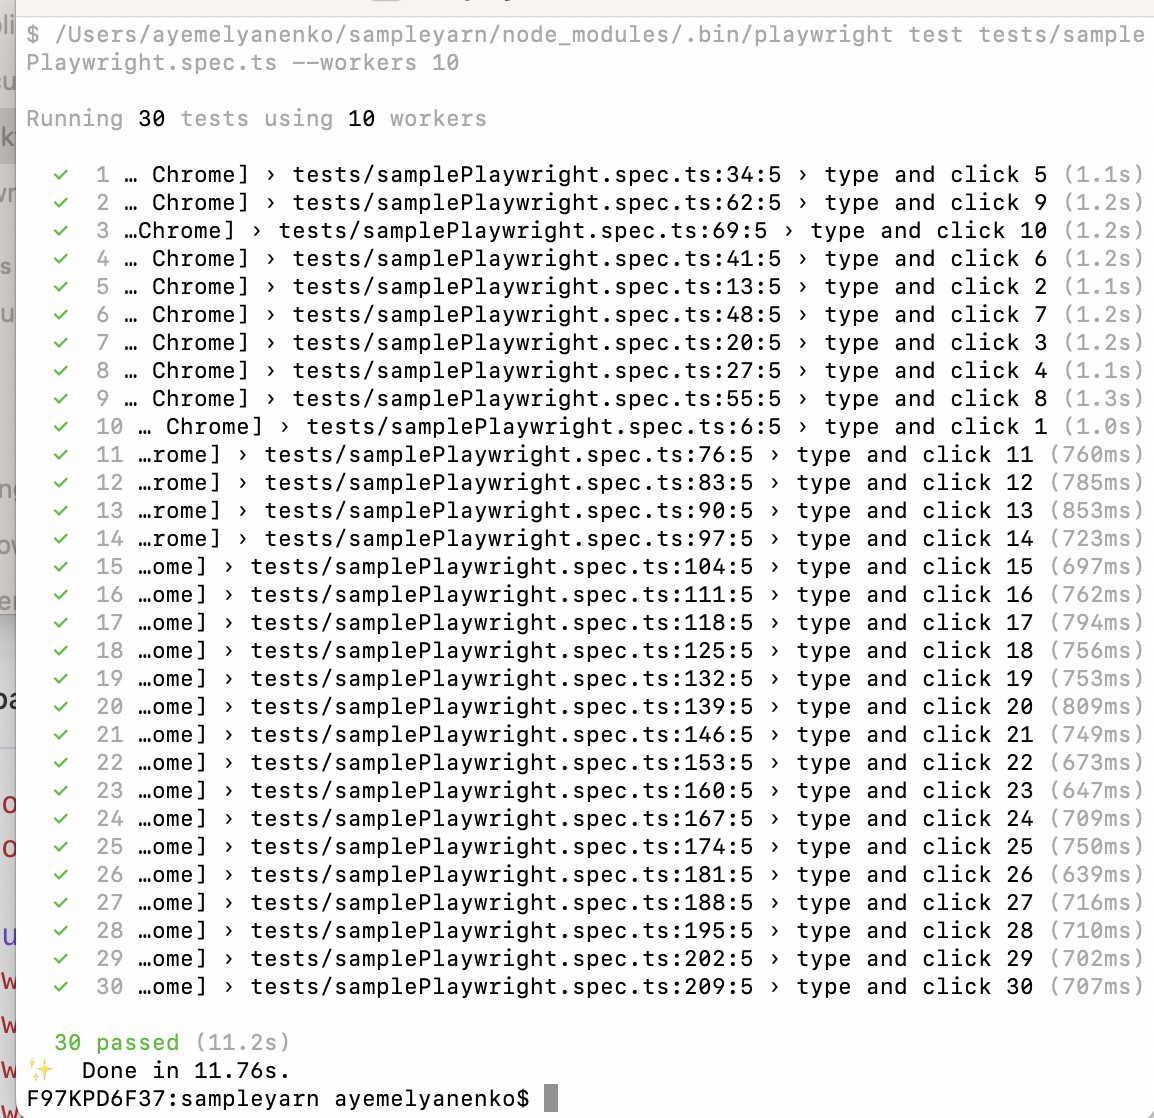 $ /Users/ayemelyanenko/sampleyarn/node_modules/.bin/playwright test tests/sample
Playwright.spec.ts --workers 10
Running 30 tests using 10 workers
✓ 1 … Chrome] › tests/samplePlaywright.spec.ts:34:5 › type and click 5 (1.1s)
✓ 2 … Chrome] › tests/samplePlaywright.spec.ts:62:5 › type and click 9 (1.2s)
✓ 3 …Chrome] › tests/samplePlaywright.spec.ts:69:5 › type and click 10 (1.2s)
✓ 4 … Chrome] › tests/samplePlaywright.spec.ts:41:5 › type and click 6 (1.2s)
✓ 5 … Chrome] › tests/samplePlaywright.spec.ts:13:5 › type and click 2 (1.1s)
✓ 6 … Chrome] › tests/samplePlaywright.spec.ts:48:5 › type and click 7 (1.2s)
✓ 7 … Chrome] › tests/samplePlaywright.spec.ts:20:5 › type and click 3 (1.2s)
✓ 8 … Chrome] › tests/samplePlaywright.spec.ts:27:5 › type and click 4 (1.1s)
✓ 9 … Chrome] › tests/samplePlaywright.spec.ts:55:5 › type and click 8 (1.3s)
✓ 10 … Chrome] › tests/samplePlaywright.spec.ts:6:5 › type and click 1 (1.0s)
✓ 11 …rome] › tests/samplePlaywright.spec.ts:76:5 › type and click 11 (760ms)
✓ 12 …rome] › tests/samplePlaywright.spec.ts:83:5 › type and click 12 (785ms)
✓ 13 …rome] › tests/samplePlaywright.spec.ts:90:5 › type and click 13 (853ms)
✓ 14 …rome] › tests/samplePlaywright.spec.ts:97:5 › type and click 14 (723ms)
✓ 15 …ome] › tests/samplePlaywright.spec.ts:104:5 › type and click 15 (697ms)
✓ 16 …ome] › tests/samplePlaywright.spec.ts:111:5 › type and click 16 (762ms)
✓ 17 …ome] › tests/samplePlaywright.spec.ts:118:5 › type and click 17 (794ms)
✓ 18 …ome] › tests/samplePlaywright.spec.ts:125:5 › type and click 18 (756ms)
✓ 19 …ome] › tests/samplePlaywright.spec.ts:132:5 › type and click 19 (753ms)
✓ 20 …ome] › tests/samplePlaywright.spec.ts:139:5 › type and click 20 (809ms)
✓ 21 …ome] › tests/samplePlaywright.spec.ts:146:5 › type and click 21 (749ms)
✓ 22 …ome] › tests/samplePlaywright.spec.ts:153:5 › type and click 22 (673ms)
✓ 23 …ome] › tests/samplePlaywright.spec.ts:160:5 › type and click 23 (647ms)
✓ 24 …ome] › tests/samplePlaywright.spec.ts:167:5 › type and click 24 (709ms)
✓ 25 …ome] › tests/samplePlaywright.spec.ts:174:5 › type and click 25 (750ms)
✓ 26 …ome] › tests/samplePlaywright.spec.ts:181:5 › type and click 26 (639ms)
✓ 27 …ome] › tests/samplePlaywright.spec.ts:188:5 › type and click 27 (716ms)
✓ 28 …ome] › tests/samplePlaywright.spec.ts:195:5 › type and click 28 (710ms)
✓ 29 …ome] › tests/samplePlaywright.spec.ts:202:5 › type and click 29 (702ms)
✓ 30 …ome] › tests/samplePlaywright.spec.ts:209:5 › type and click 30 (707ms)
30 passed (11.2s)
✨ Done in 11.76s.
F97KPD6F37:sampleyarn ayemelyanenko$